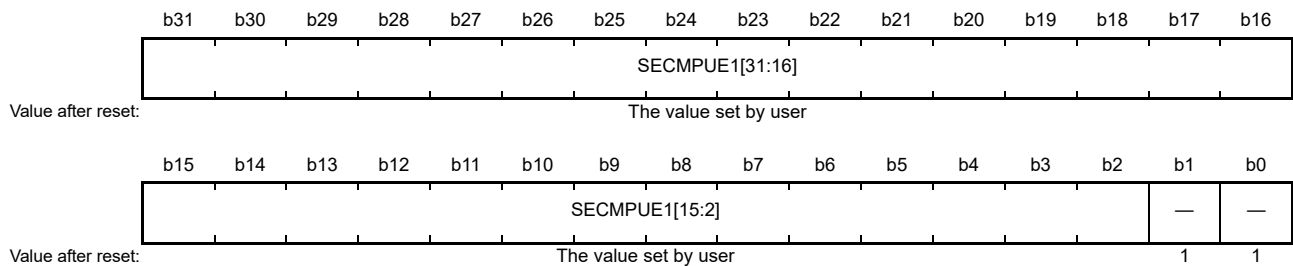 b31 b30 b29 b28 b27 b26 b25 b24 b23 b22 b21 b20 b19 b18 b17 b16
SECMPUE1[31:16]
Value after reset: The value set by user
b15 b14 b13 b12 b11 b10 b9 b8 b7 b6 b5 b4 b3 b2 b1 b0
SECMPUE1[15:2] — —
Value after reset: The value set by user 1 1